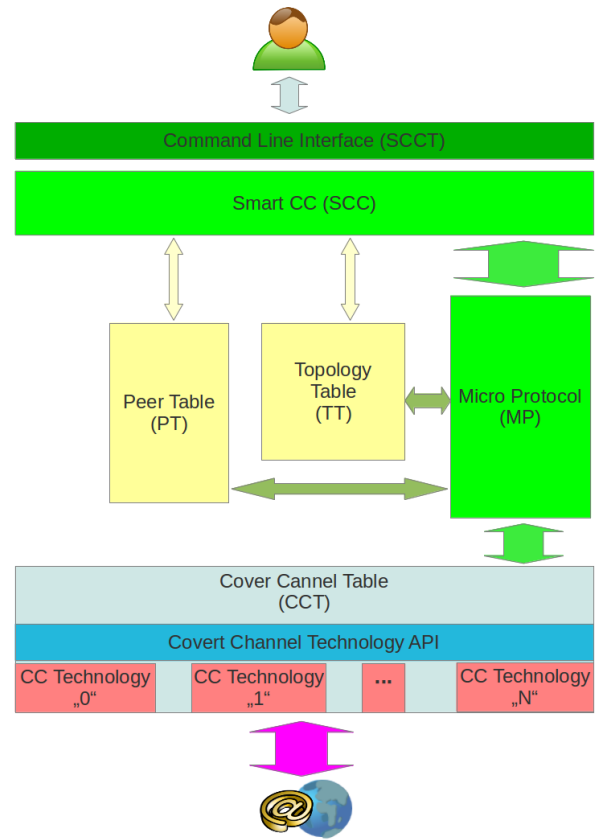 Command Line Interface (SCCT)
Smart CC (SCC)
Peer Table
(PT)
Topology
Table
(TT)
Micro Protocol
(MP)
Cover Cannel Table
(CCT)
Covert Channel Technology API
CC Technology
„0“
CC Technology
„1“
...
CC Technology
„N“
@